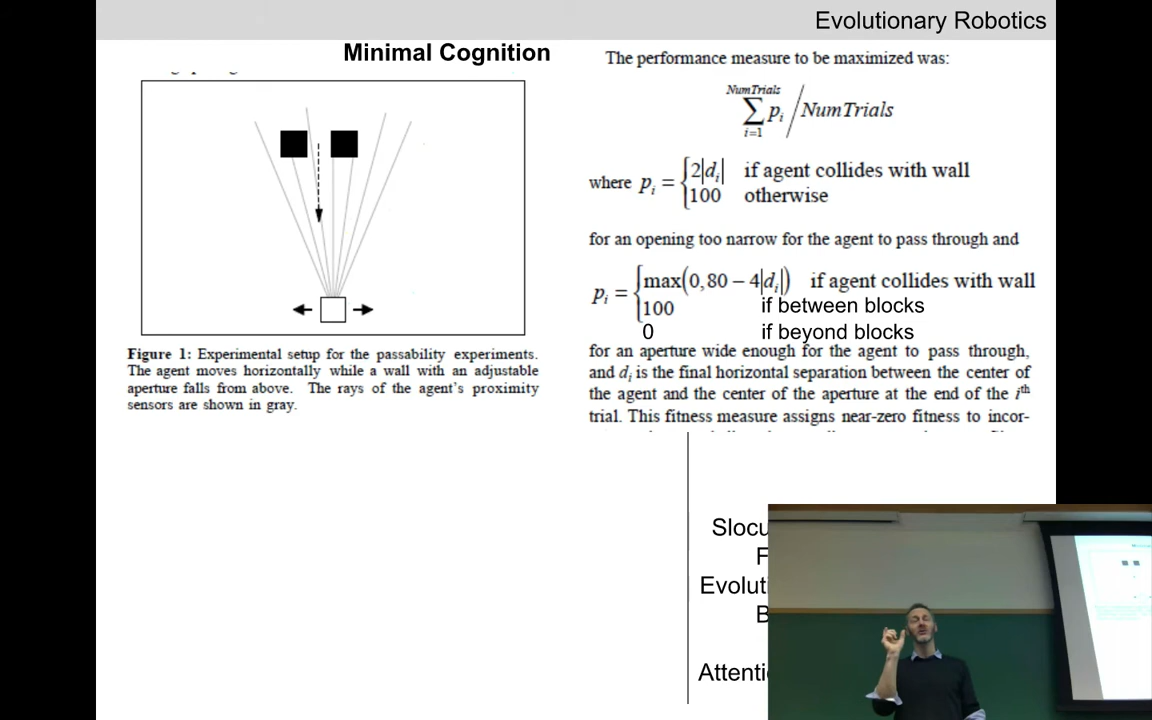 Evolutionary Robotics
Minimal Cognition
Figure 1: Experimental setup for the passability experiments.
The agent moves horizontally while a wall with an adjustable
aperture falls from above. The rays of the agent's proximity
sensors are shown in gray.
The performance measure to be maximized was:
NumTrials
∑ p_i / NumTrials
i=1
where p_i = { 2|d_i| if agent collides with wall
100 otherwise
for an opening too narrow for the agent to pass through and
p_i = { max(0, 80 − 4|d_i|) if agent collides with wall
100 if between blocks
0 if beyond blocks
for an aperture wide enough for the agent to pass through,
and d_i is the final horizontal separation between the center of
the agent and the center of the aperture at the end of the i^th
trial. This fitness measure assigns near-zero fitness to incor-
Slocu
F
Evoluti
B
Attenti